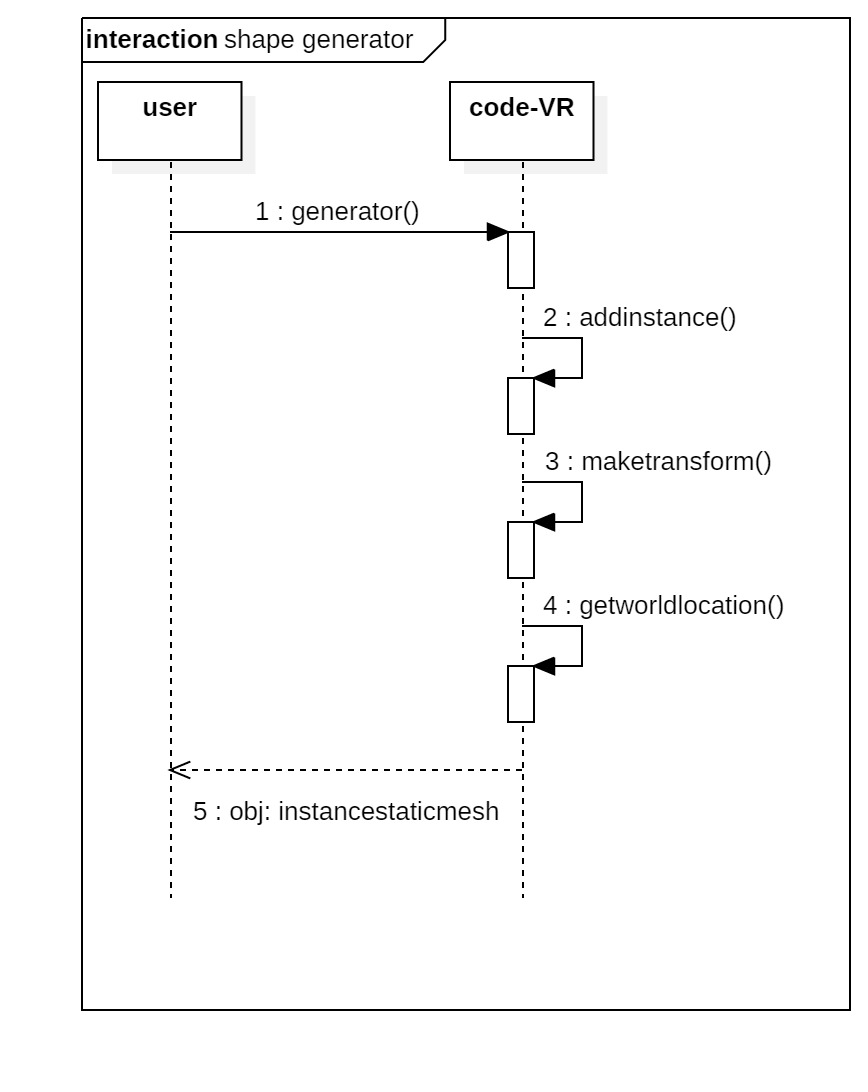 interaction shape generator
user
code-VR
1 : generator()
2 : addinstance()
3 : maketransform()
4 : getworldlocation()
5 : obj: instancestaticmesh